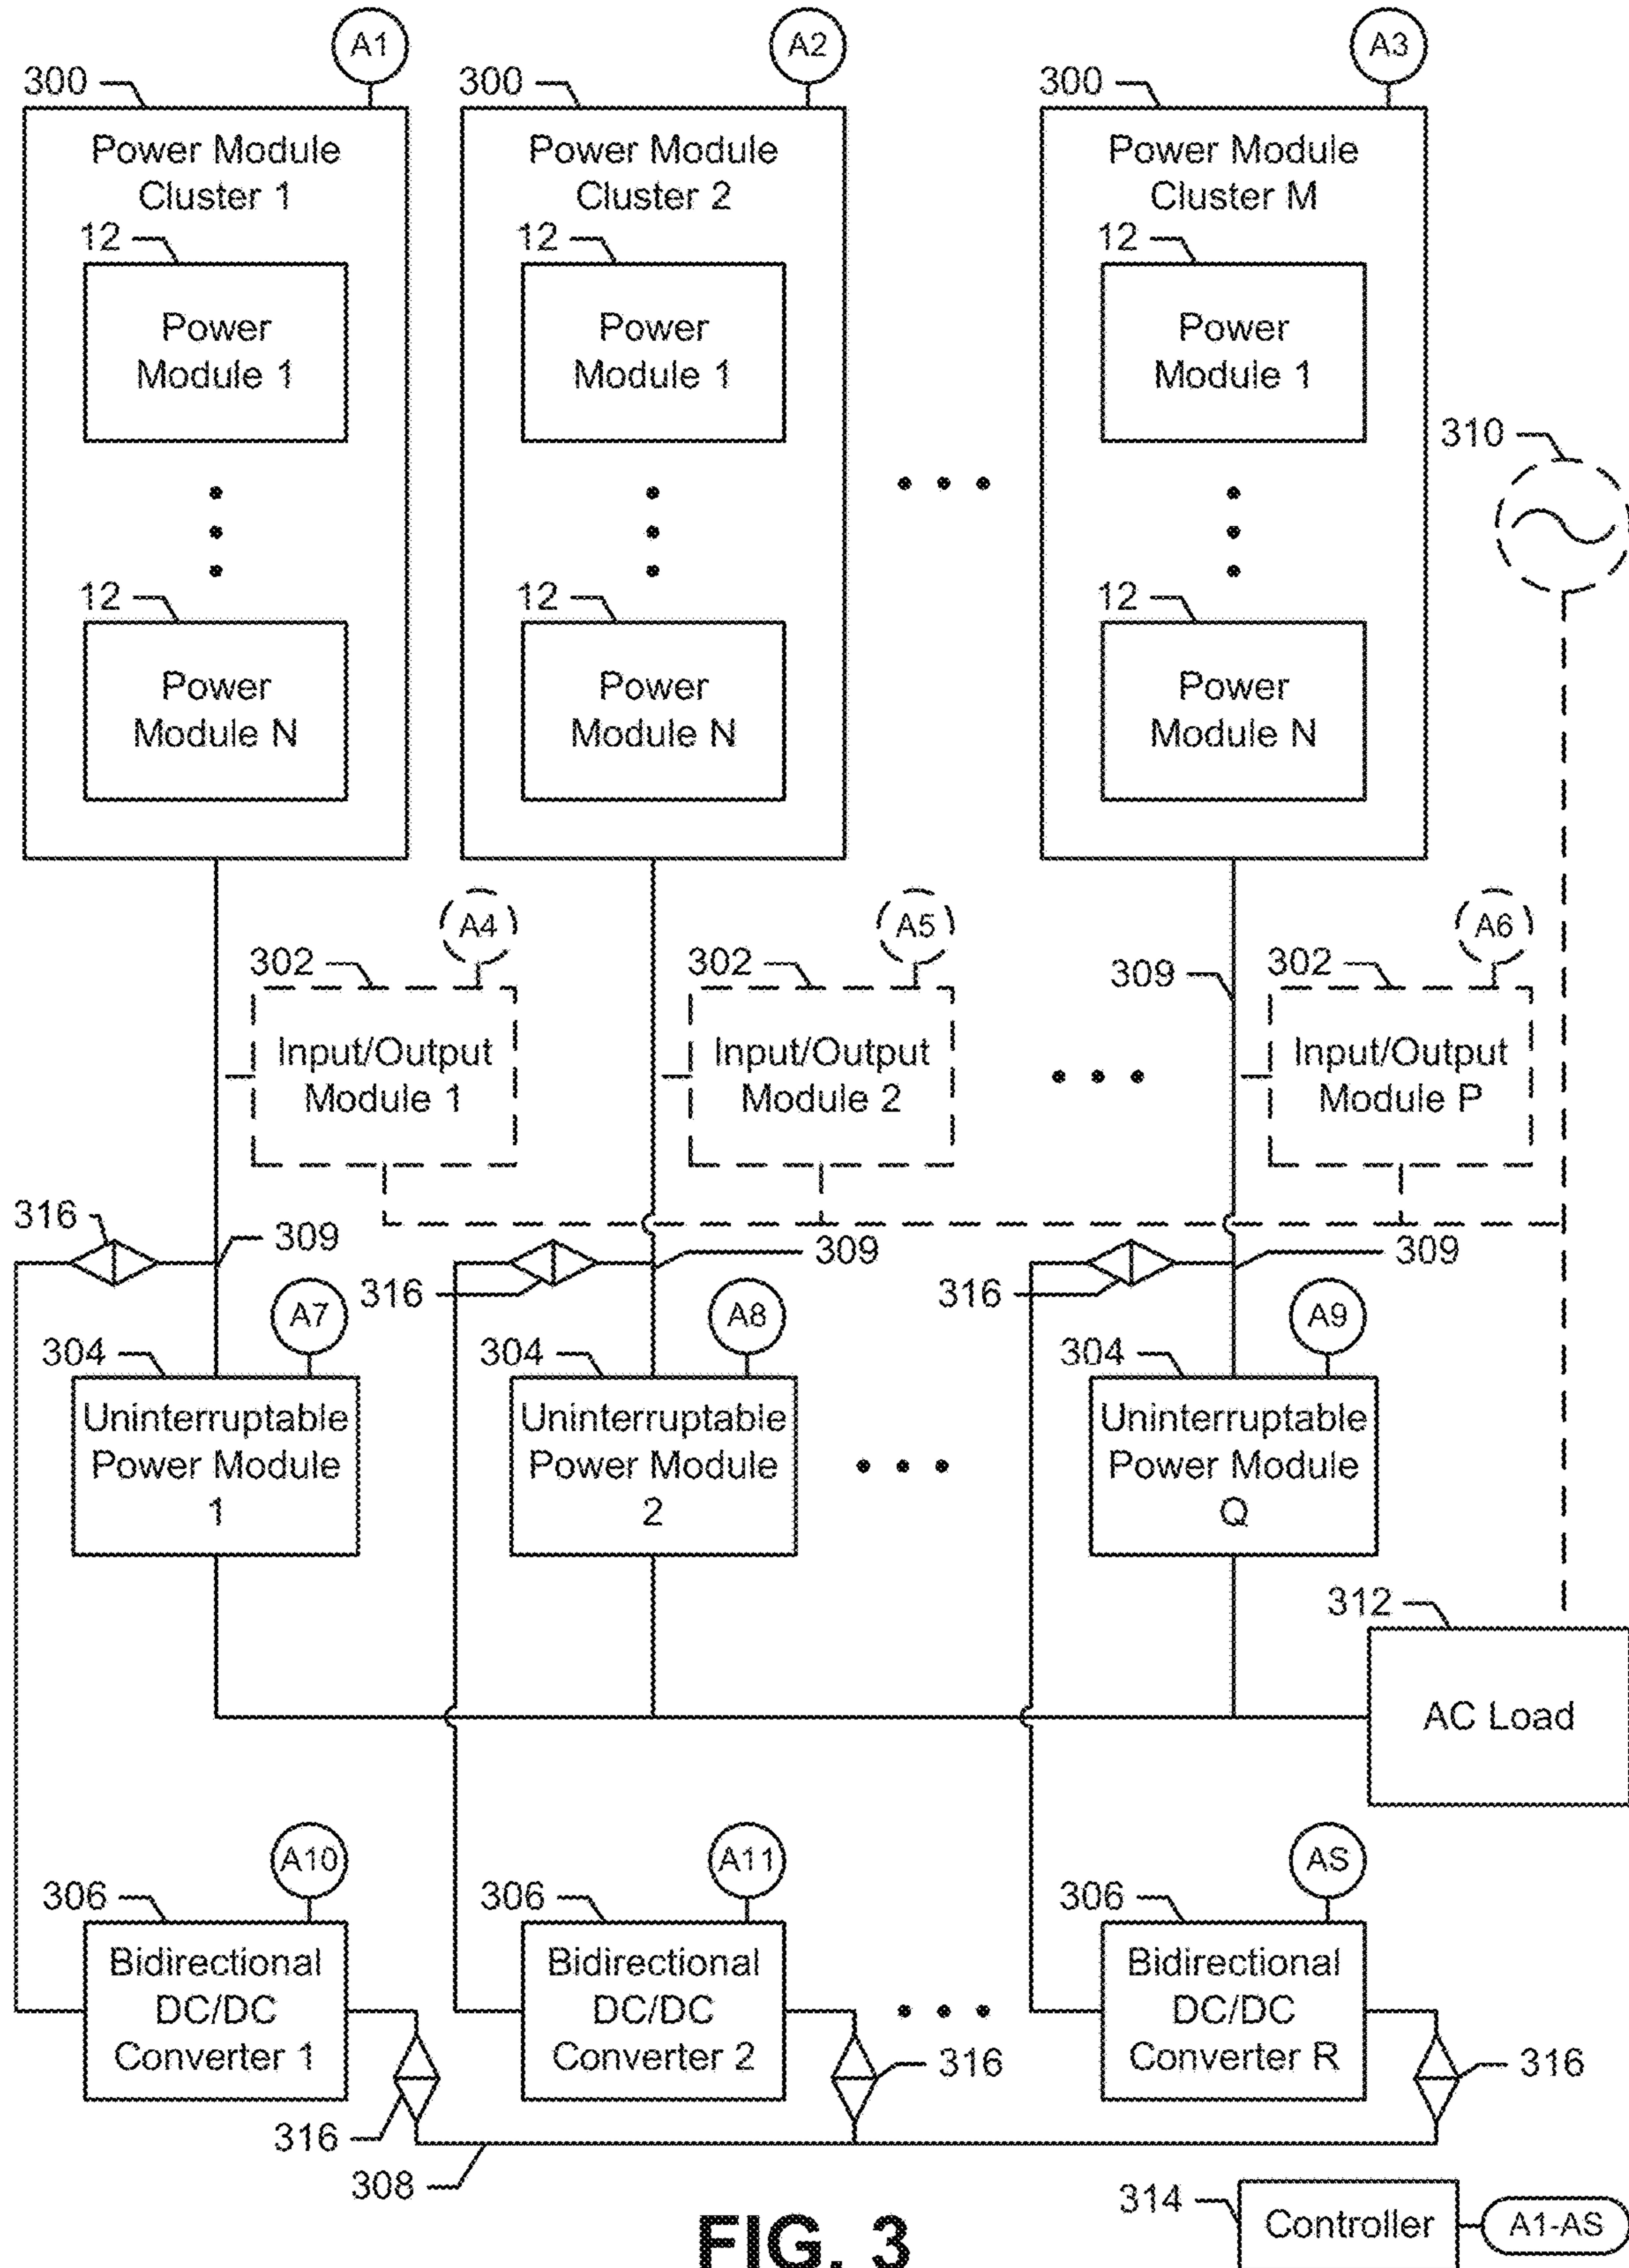 A1
A2
A3
300
300
300
Power Module
Cluster 1
Power Module
Cluster 2
Power Module
Cluster M
12
12
12
Power
Module 1
Power
Module 1
Power
Module 1
310
12
12
12
Power
Module N
Power
Module N
Power
Module N
A4
A5
A6
302
302
309
302
Input/Output
Module 1
Input/Output
Module 2
Input/Output
Module P
316
309
316
309
316
309
A7
A8
A9
304
304
304
Uninterruptable
Power Module
1
Uninterruptable
Power Module
2
Uninterruptable
Power Module
Q
312
AC Load
A10
A11
AS
306
306
306
Bidirectional
DC/DC
Converter 1
Bidirectional
DC/DC
Converter 2
Bidirectional
DC/DC
Converter R
316
316
316
308
314
Controller
A1-AS
FIG. 3